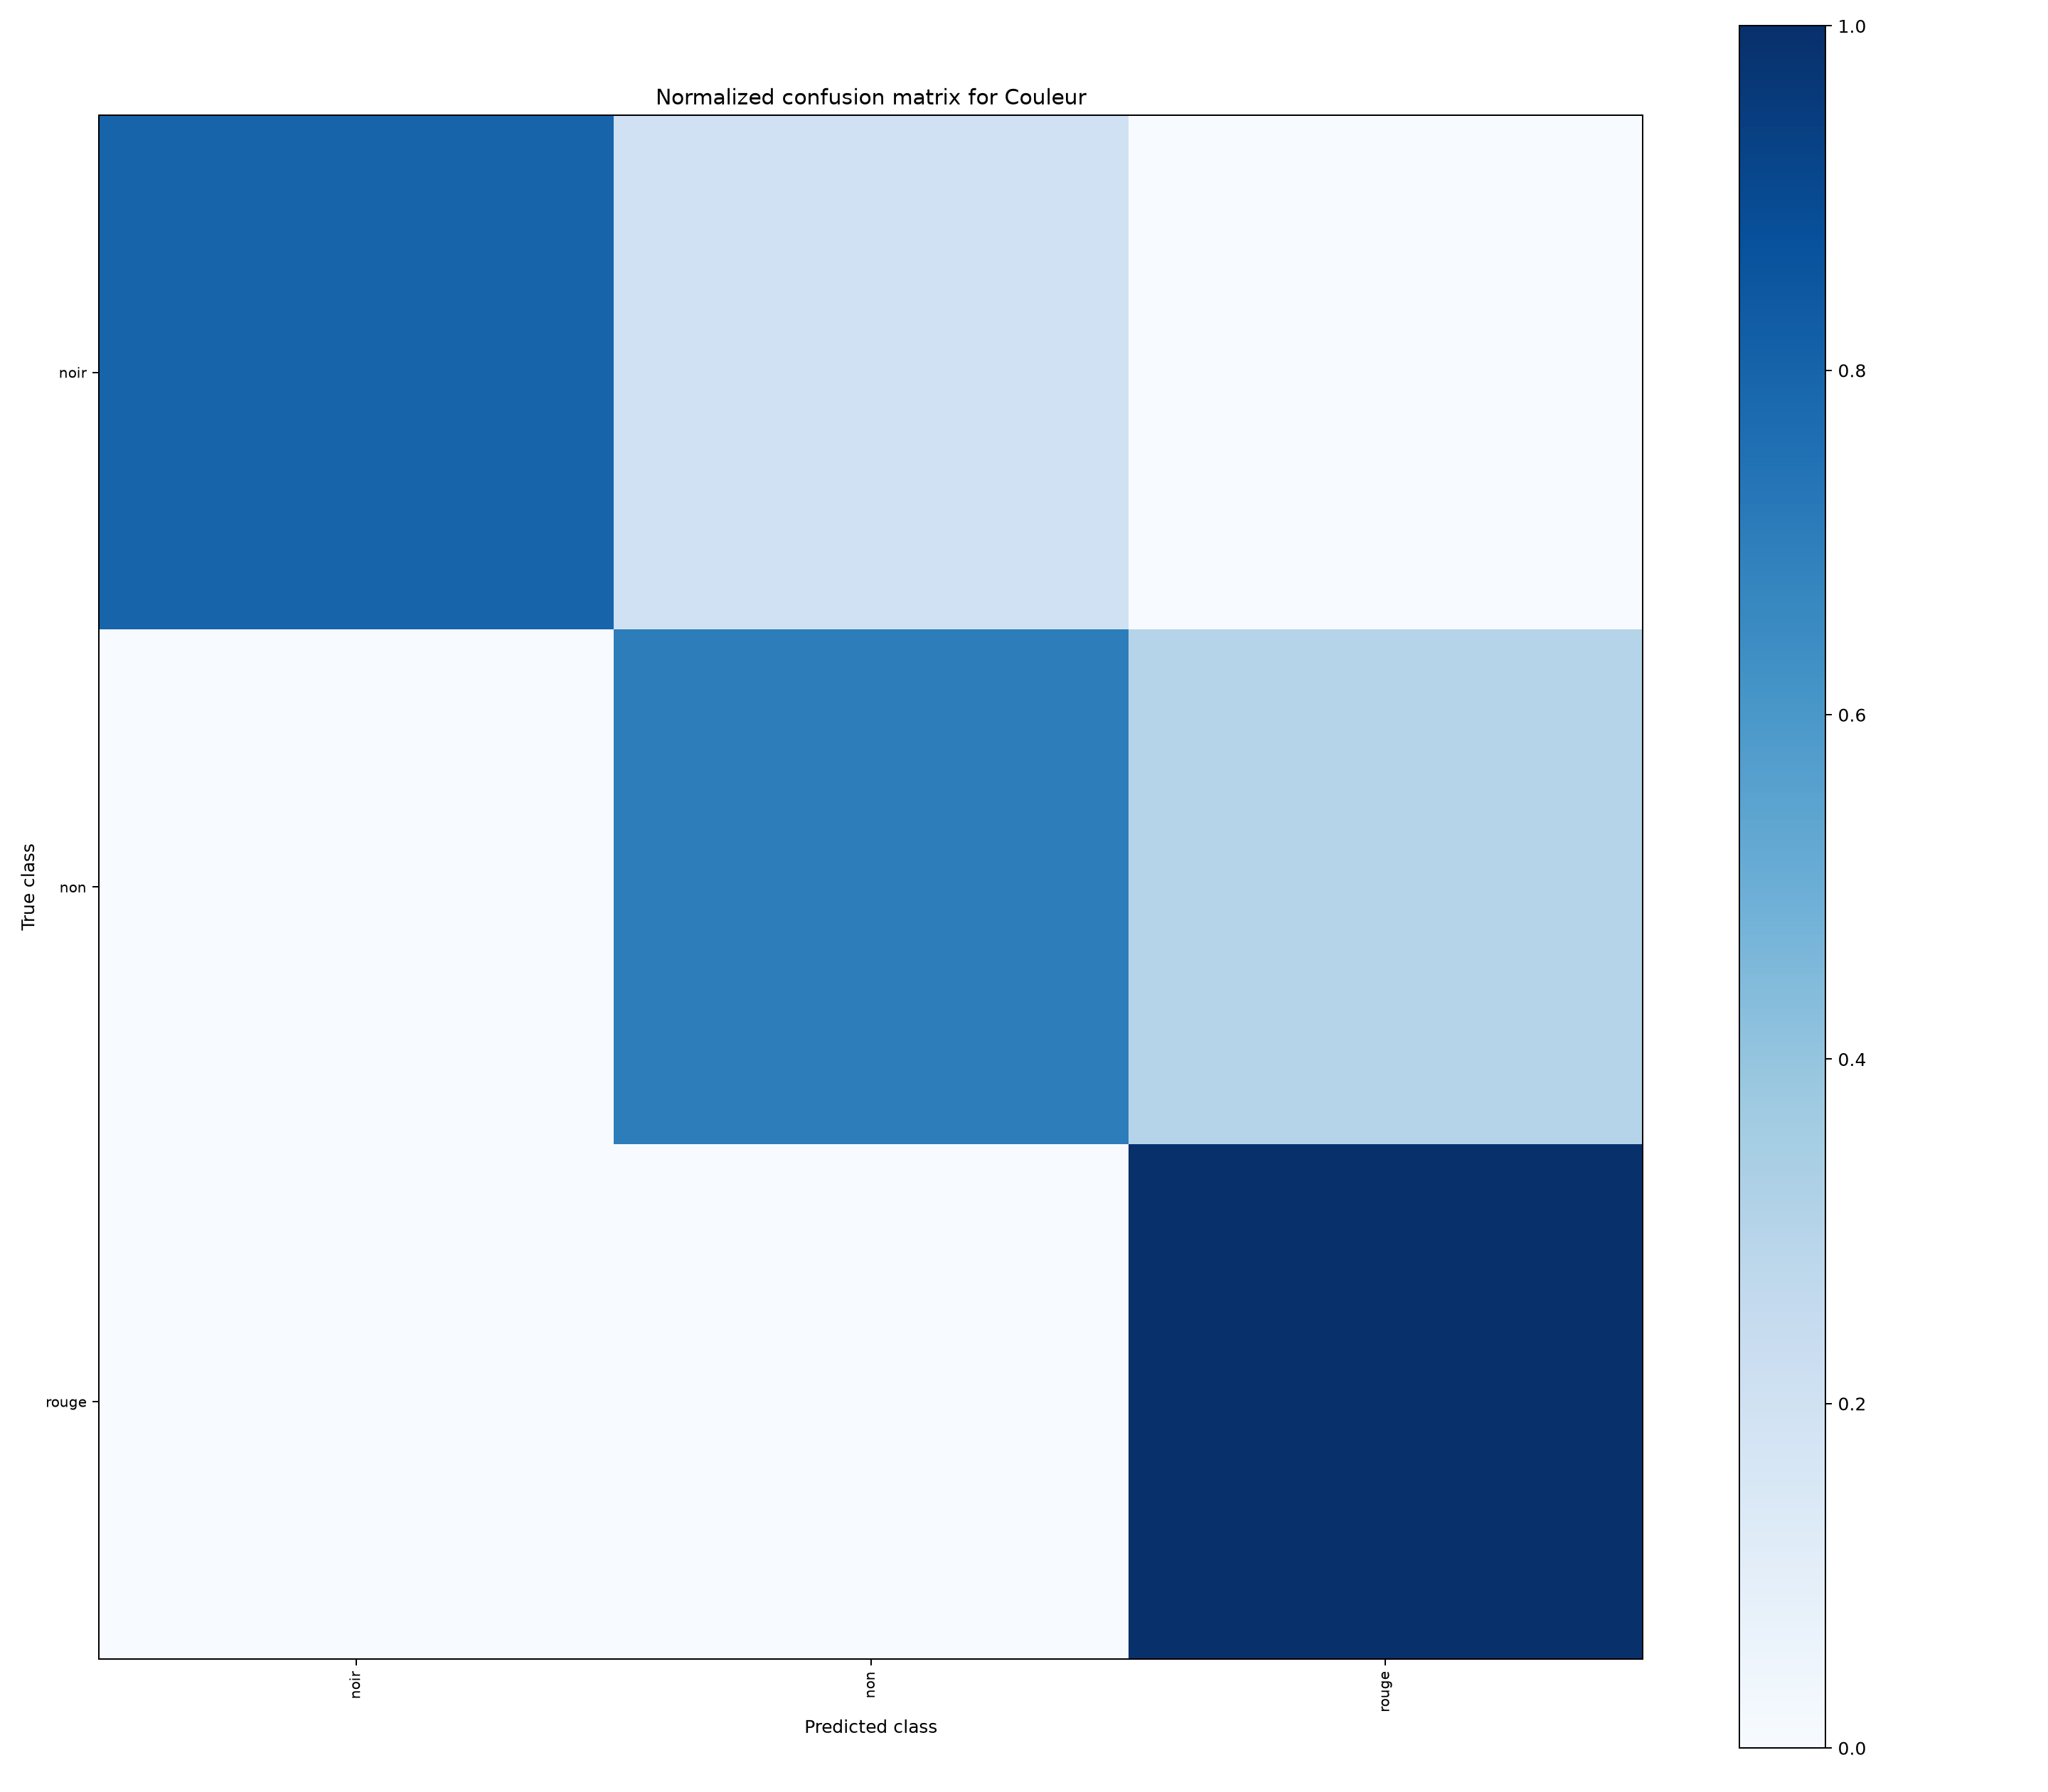 Normalized confusion matrix for Couleur
True class
noir
non
rouge
noir
non
rouge
Predicted class
1.0
0.8
0.6
0.4
0.2
0.0